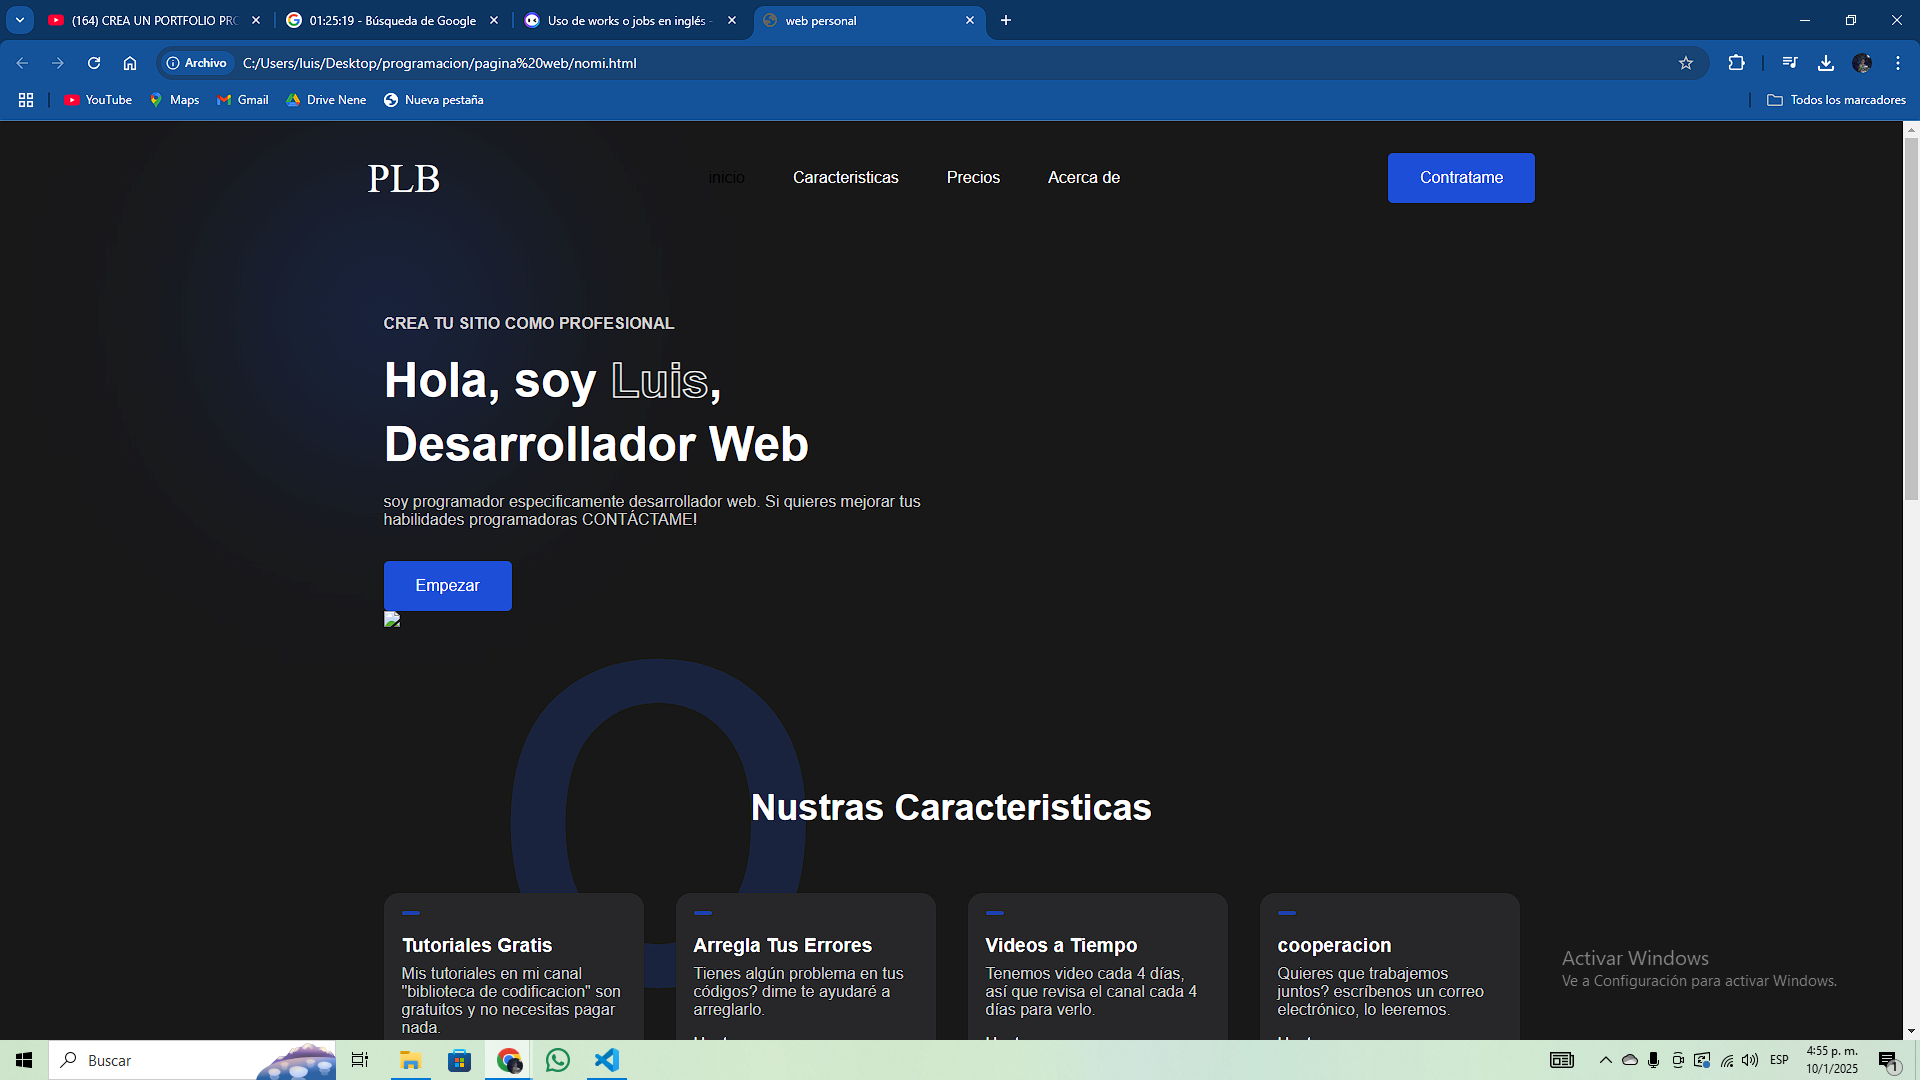 (164) CREA UN PORTFOLIO PRO
01:25:19 - Búsqueda de Google
Uso de works o jobs en inglés -
web personal
Archivo
C:/Users/luis/Desktop/programacion/pagina%20web/nomi.html
YouTube
Maps
Gmail
Drive Nene
Nueva pestaña
Todos los marcadores
PLB
inicio
Caracteristicas
Precios
Acerca de
Contratame
CREA TU SITIO COMO PROFESIONAL
Hola, soy Luis,
Desarrollador Web
soy programador especificamente desarrollador web. Si quieres mejorar tus
habilidades programadoras CONTÁCTAME!
Empezar
Nustras Caracteristicas
Tutoriales Gratis
Mis tutoriales en mi canal
"biblioteca de codificacion" son
gratuitos y no necesitas pagar
nada.
Arregla Tus Errores
Tienes algún problema en tus
códigos? dime te ayudaré a
arreglarlo.
Videos a Tiempo
Tenemos video cada 4 días,
así que revisa el canal cada 4
días para verlo.
cooperacion
Quieres que trabajemos
juntos? escríbenos un correo
electrónico, lo leeremos.
Activar Windows
Ve a Configuración para activar Windows.
Buscar
ESP
4:55 p. m.
10/1/2025
1